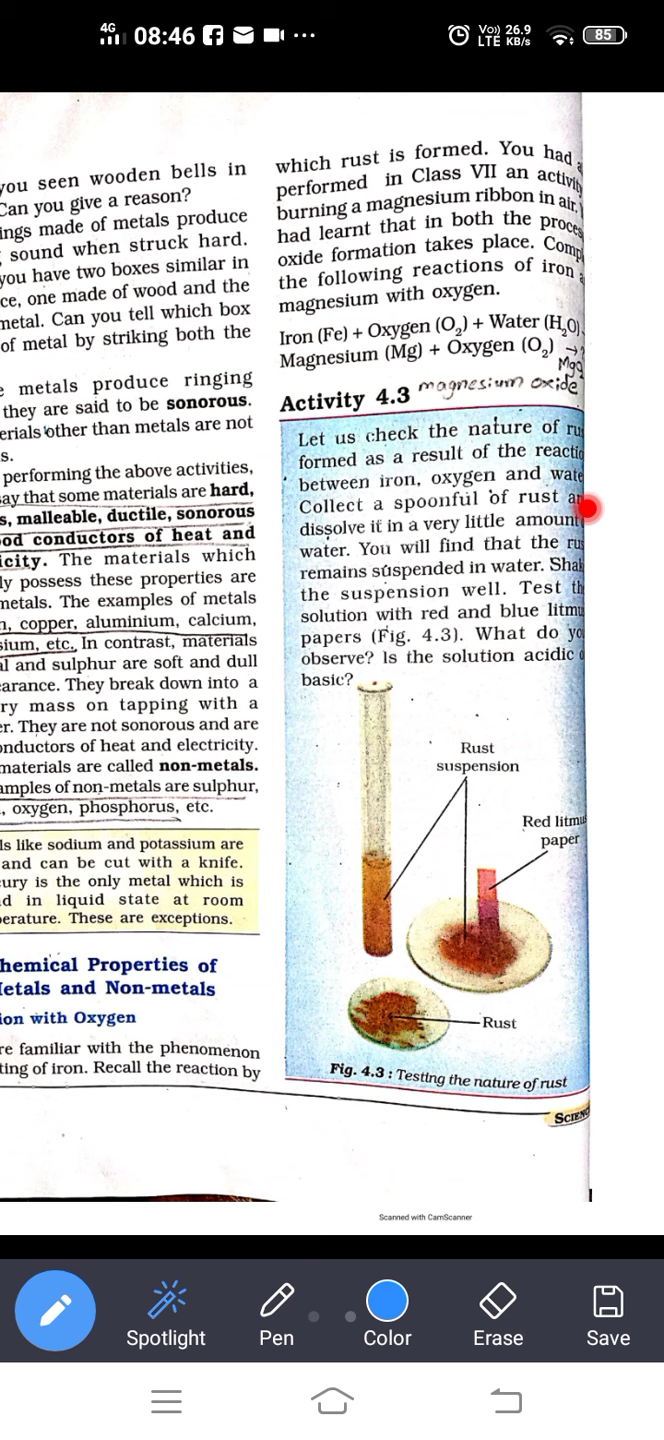 4G 08:46 Vo)) LTE 26.9 KB/s 85
you seen wooden bells in
Can you give a reason?
ings made of metals produce
sound when struck hard.
you have two boxes similar in
ce, one made of wood and the
metal. Can you tell which box
of metal by striking both the
metals produce ringing
they are said to be sonorous.
erials other than metals are not
s.
performing the above activities,
say that some materials are hard,
s, malleable, ductile, sonorous
od conductors of heat and
icity. The materials which
ly possess these properties are
metals. The examples of metals
n, copper, aluminium, calcium,
sium, etc. In contrast, materials
al and sulphur are soft and dull
earance. They break down into a
ry mass on tapping with a
er. They are not sonorous and are
onductors of heat and electricity.
materials are called non-metals.
amples of non-metals are sulphur,
, oxygen, phosphorus, etc.
ls like sodium and potassium are
and can be cut with a knife.
cury is the only metal which is
d in liquid state at room
perature. These are exceptions.
hemical Properties of
Metals and Non-metals
ion with Oxygen
re familiar with the phenomenon
ting of iron. Recall the reaction by
which rust is formed. You had a
performed in Class VII an activity
burning a magnesium ribbon in air.
had learnt that in both the proces
oxide formation takes place. Comp
the following reactions of iron a
magnesium with oxygen.
Iron (Fe) + Oxygen (O₂) + Water (H₂O)
Magnesium (Mg) + Oxygen (O₂) → ?
MgO
Activity 4.3 magnesium oxide
Let us check the nature of rus
formed as a result of the reactio
between iron, oxygen and wate
Collect a spoonful of rust an
dissolve it in a very little amount
water. You will find that the rus
remains suspended in water. Shak
the suspension well. Test th
solution with red and blue litmu
papers (Fig. 4.3). What do yo
observe? Is the solution acidic o
basic?
Rust
suspension
Red litmus
paper
Rust
Fig. 4.3 : Testing the nature of rust
SCIENC
Scanned with CamScanner
Spotlight Pen Color Erase Save